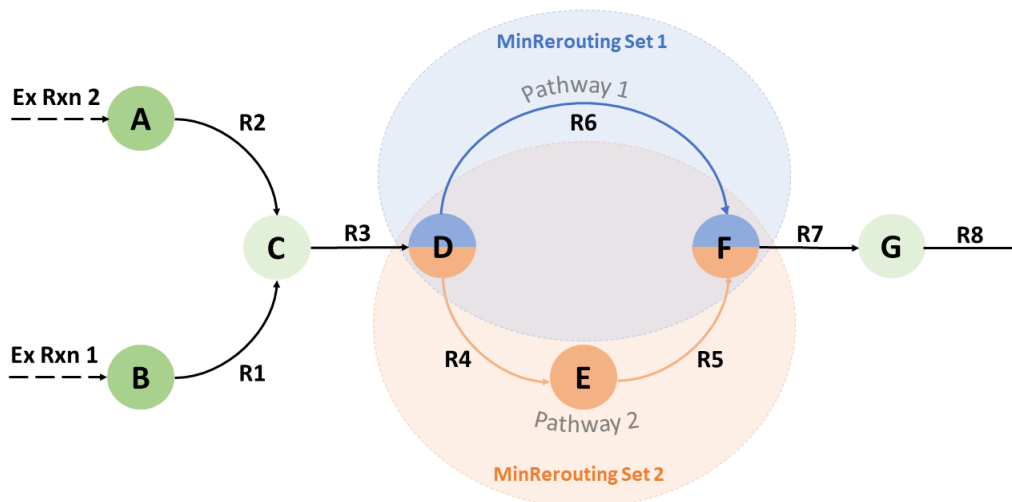 MinRerouting Set 1
Pathway 1
Ex Rxn 2
A
R2
R6
C
R3
D
F
R7
G
R8
Ex Rxn 1
B
R1
R4
E
R5
Pathway 2
MinRerouting Set 2